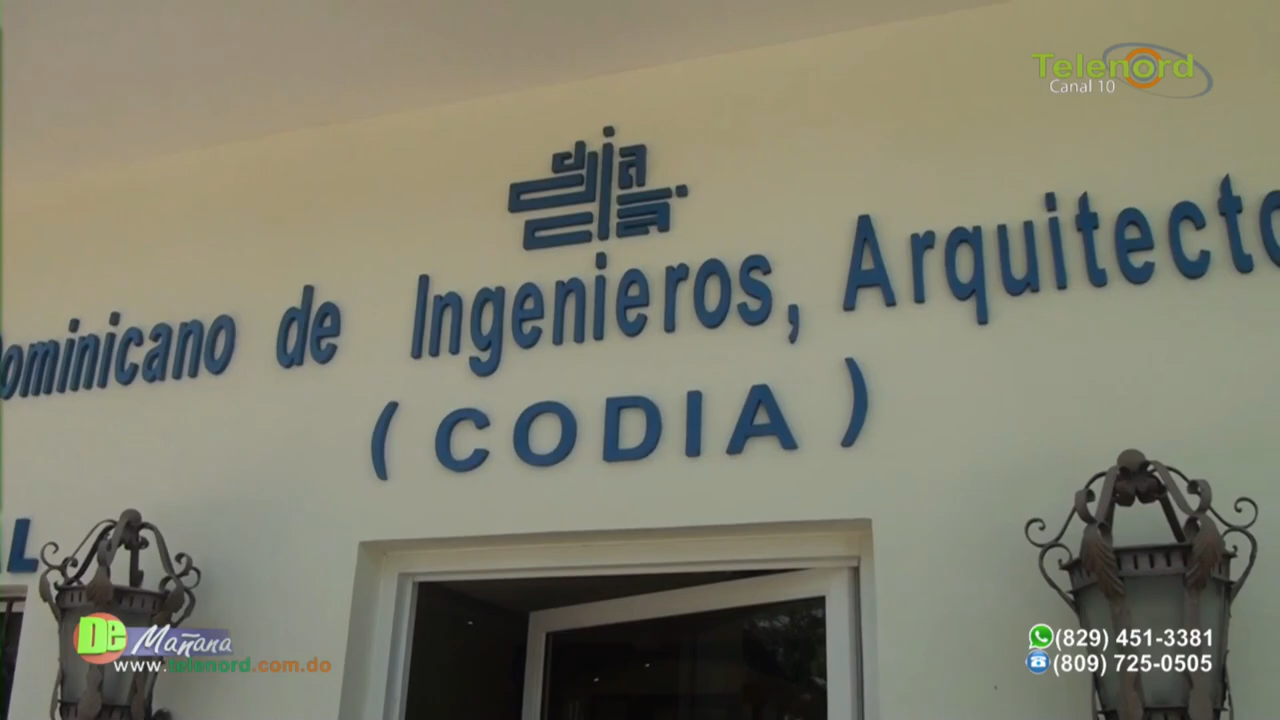 Telenord
Canal 10
Dominicano de Ingenieros, Arquitecto
(CODIA)
L
De Mañana
www.telenord.com.do
(829) 451-3381
(809) 725-0505